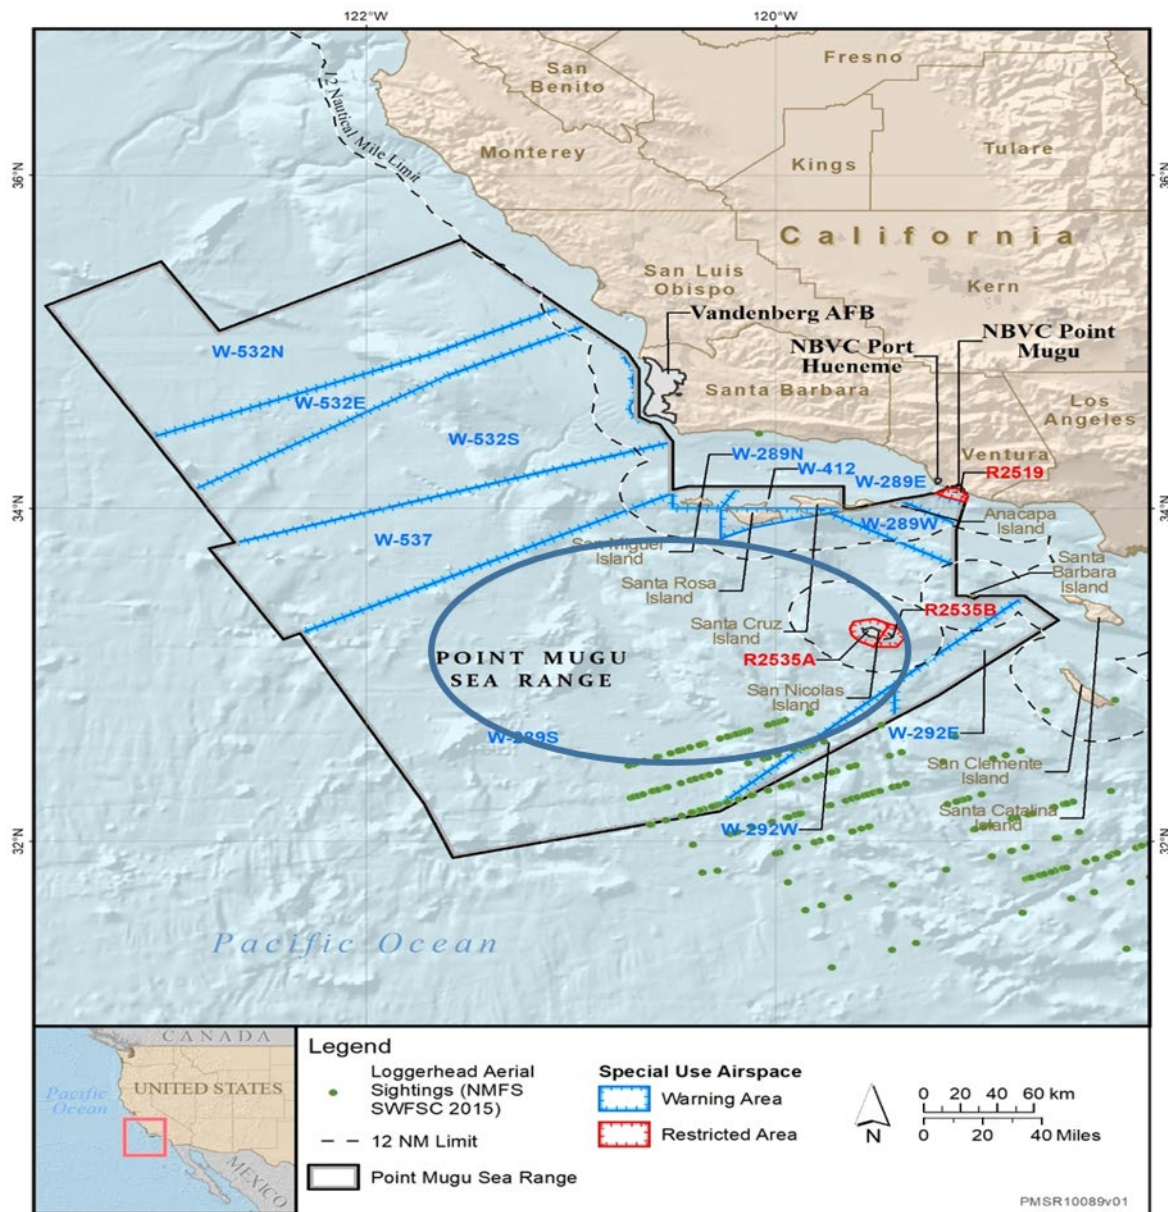 122°W
120°W
12 Nautical Mile Limit
San
Benito
Fresno
Monterey
Kings
Tulare
36°N
36°N
California
San Luis
Obispo
Kern
Vandenberg AFB
NBVC Port
Hueneme
NBVC Point
Mugu
W-532N
Santa Barbara
Los
Angeles
W-532E
W-532S
Ventura
W-289N
W-412
W-289E
R2519
34°N
34°N
Anacapa
Island
W-289W
W-537
San Miguel
Island
Santa
Barbara
Island
Santa Rosa
Island
R2535B
Santa Cruz
Island
POINT MUGU
SEA RANGE
R2535A
San Nicolas
Island
W-289S
W-292E
San Clemente
Island
Santa Catalina
Island
W-292W
32°N
32°N
Pacific Ocean
CANADA
Pacific
Ocean
UNITED STATES
MEXICO
Legend
Loggerhead Aerial
Sightings (NMFS
SWFSC 2015)
12 NM Limit
Point Mugu Sea Range
Special Use Airspace
Warning Area
Restricted Area
N
0 20 40 60 km
0 20 40 Miles
PMSR10089v01